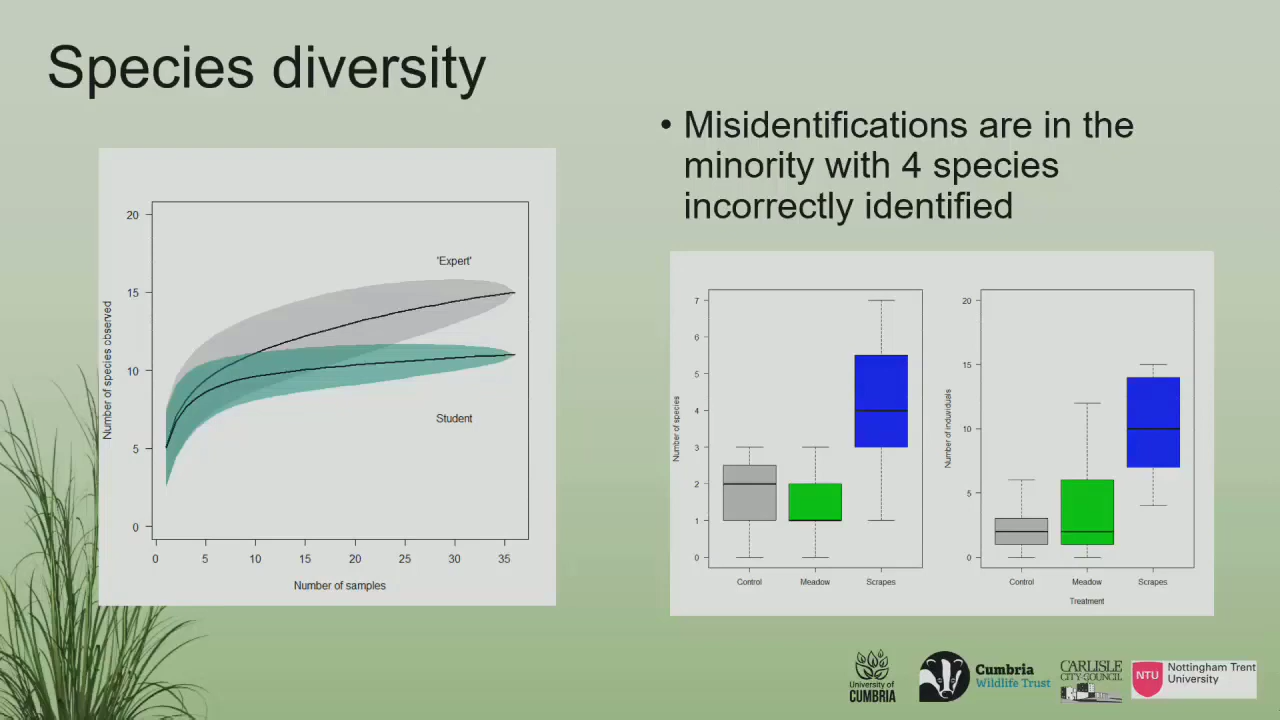 Species diversity
• Misidentifications are in the
minority with 4 species
incorrectly identified
20
15
10
5
0
Number of species observed
'Expert'
Student
0 5 10 15 20 25 30 35
Number of samples
7
6
5
4
3
2
1
0
Number of species
Control Meadow Scrapes
20
15
10
5
0
Number of induviduals
Control Meadow Scrapes
Treatment
University of
CUMBRIA
Cumbria
Wildlife Trust
CARLISLE
CITY COUNCIL
NTU
Nottingham Trent
University